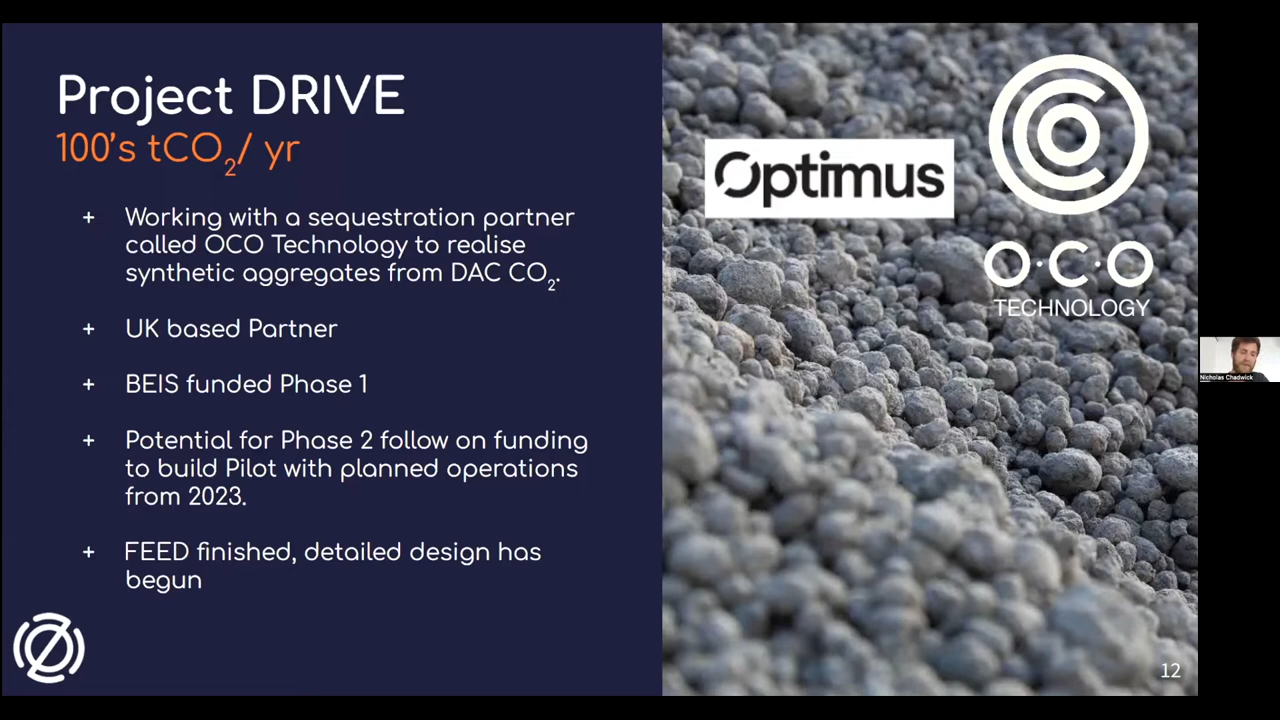 Project DRIVE
100's tCO₂/ yr
+ Working with a sequestration partner
called OCO Technology to realise
synthetic aggregates from DAC CO₂.
+ UK based Partner
+ BEIS funded Phase 1
+ Potential for Phase 2 follow on funding
to build Pilot with planned operations
from 2023.
+ FEED finished, detailed design has
begun
Optimus
O·C·O
TECHNOLOGY
12
Nicholas Chadwick